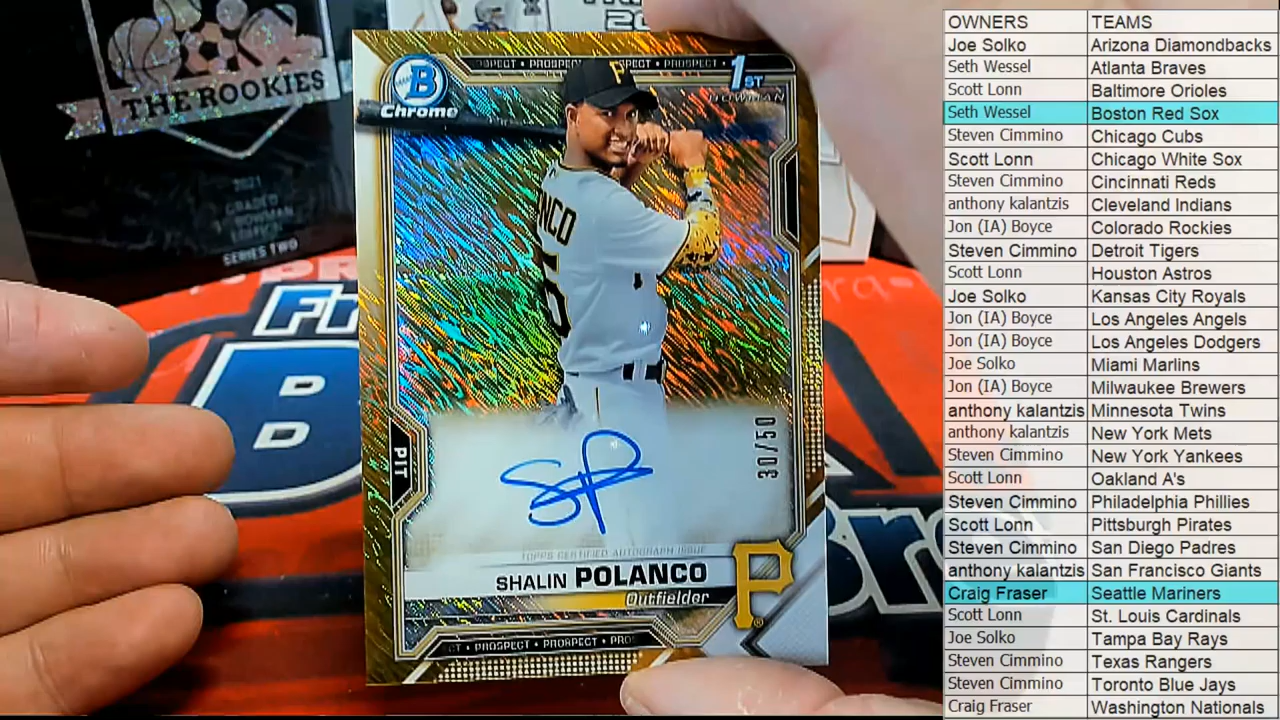 THE ROOKIES
2021
GRADED
BOWMAN
SERIES TWO
PROSPECT • PROSPECT
B
Chrome
1ST
BOWMAN
P
NCO
PIT
30/50
TOPPS CERTIFIED AUTOGRAPH ISSUE
SHALIN POLANCO
Outfielder
P
PROSPECT • PROSPECT • PRO
Fr
B
D
D
Bro
OWNERS TEAMS
Joe Solko Arizona Diamondbacks
Seth Wessel Atlanta Braves
Scott Lonn Baltimore Orioles
Seth Wessel Boston Red Sox
Steven Cimmino Chicago Cubs
Scott Lonn Chicago White Sox
Steven Cimmino Cincinnati Reds
anthony kalantzis Cleveland Indians
Jon (IA) Boyce Colorado Rockies
Steven Cimmino Detroit Tigers
Scott Lonn Houston Astros
Joe Solko Kansas City Royals
Jon (IA) Boyce Los Angeles Angels
Jon (IA) Boyce Los Angeles Dodgers
Joe Solko Miami Marlins
Jon (IA) Boyce Milwaukee Brewers
anthony kalantzis Minnesota Twins
anthony kalantzis New York Mets
Steven Cimmino New York Yankees
Scott Lonn Oakland A's
Steven Cimmino Philadelphia Phillies
Scott Lonn Pittsburgh Pirates
Steven Cimmino San Diego Padres
anthony kalantzis San Francisco Giants
Craig Fraser Seattle Mariners
Scott Lonn St. Louis Cardinals
Joe Solko Tampa Bay Rays
Steven Cimmino Texas Rangers
Steven Cimmino Toronto Blue Jays
Craig Fraser Washington Nationals